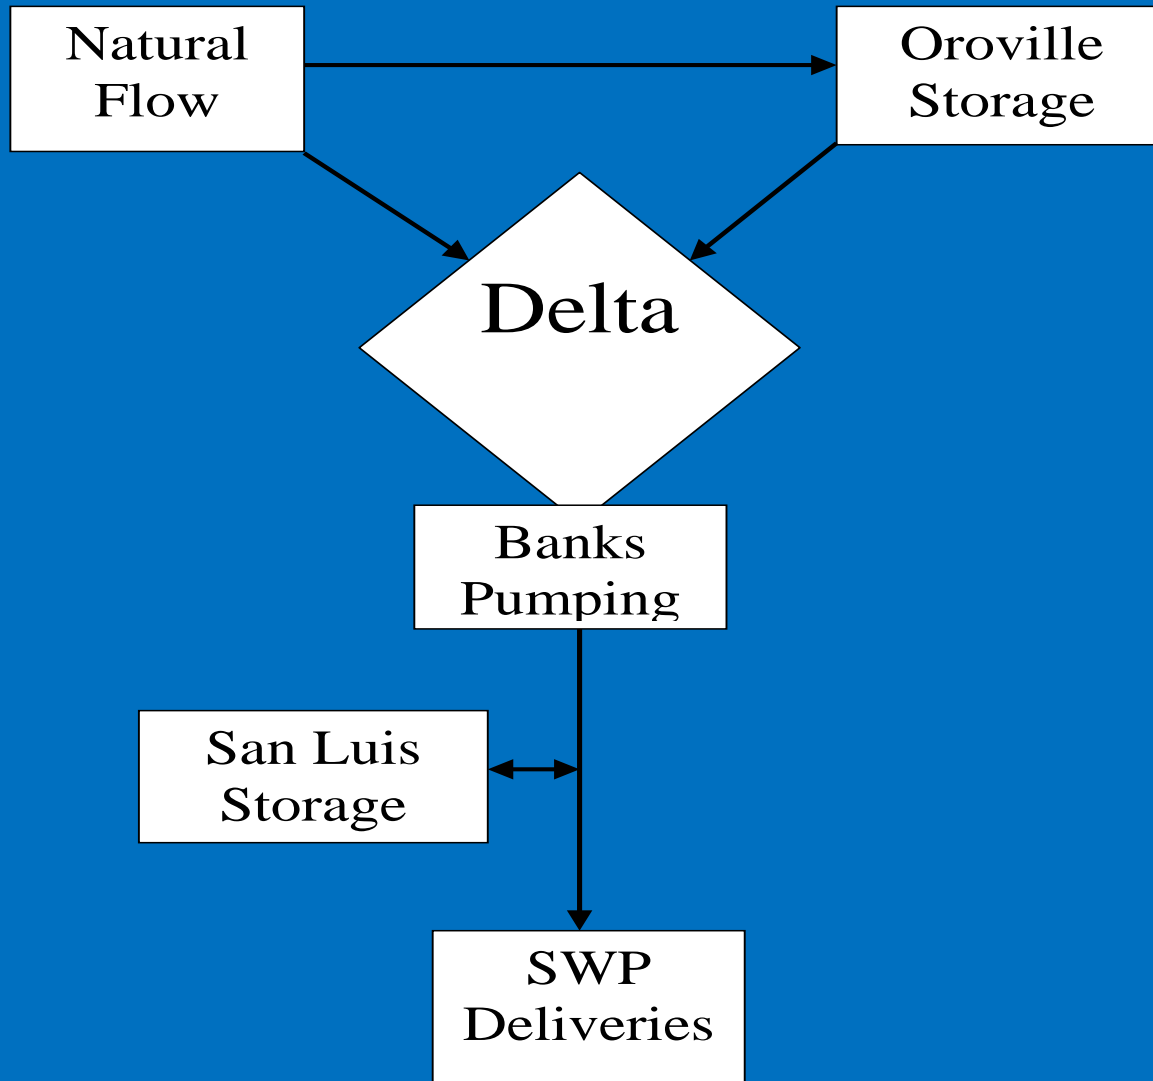 Natural
Flow
Oroville
Storage
Delta
Banks
Pumping
San Luis
Storage
SWP
Deliveries